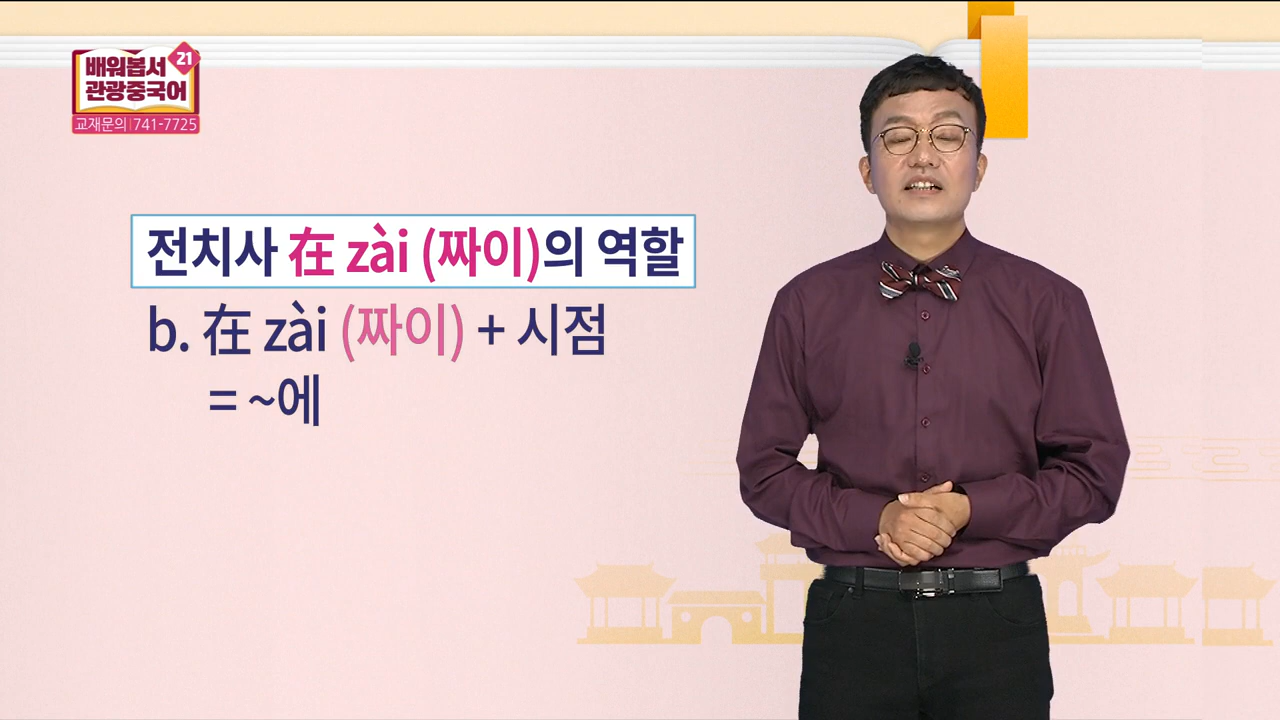 배워봅서 21
관광중국어
교재문의 | 741-7725
전치사 在 zài (짜이)의 역할
b. 在 zài (짜이) + 시점
= ~에